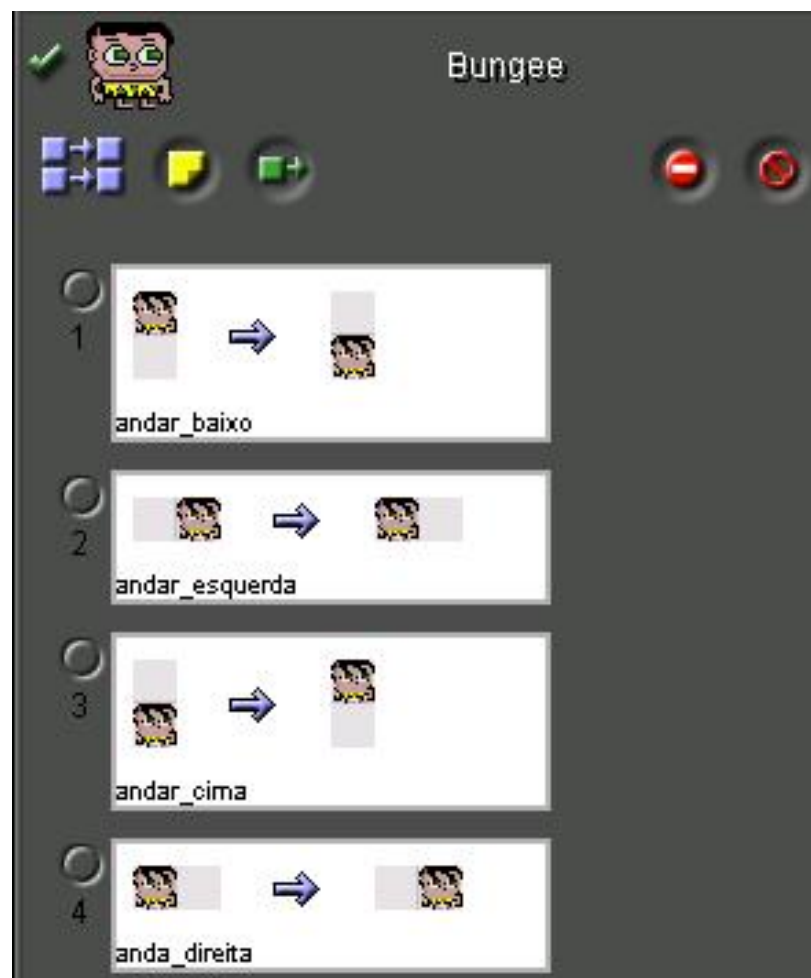 Bungee
1
andar_baixo
2
andar_esquerda
3
andar_cima
4
anda_direita